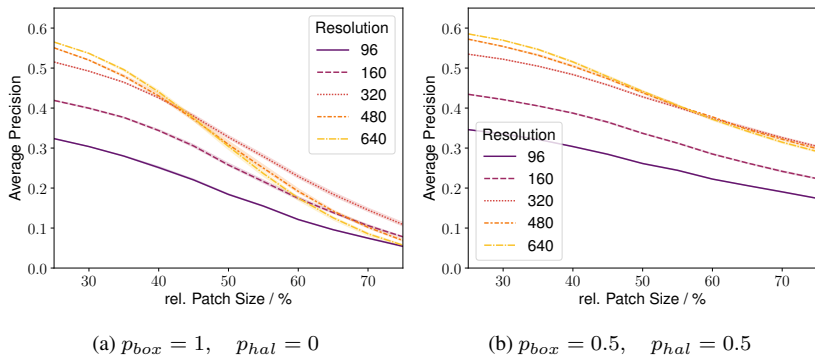 0.6
0.5
0.4
0.3
0.2
0.1
0.0
Average Precision
30 40 50 60 70
rel. Patch Size / %
Resolution
96
160
320
480
640
(a) p_box = 1, p_hal = 0
0.6
0.5
0.4
0.3
0.2
0.1
0.0
Average Precision
30 40 50 60 70
rel. Patch Size / %
Resolution
96
160
320
480
640
(b) p_box = 0.5, p_hal = 0.5